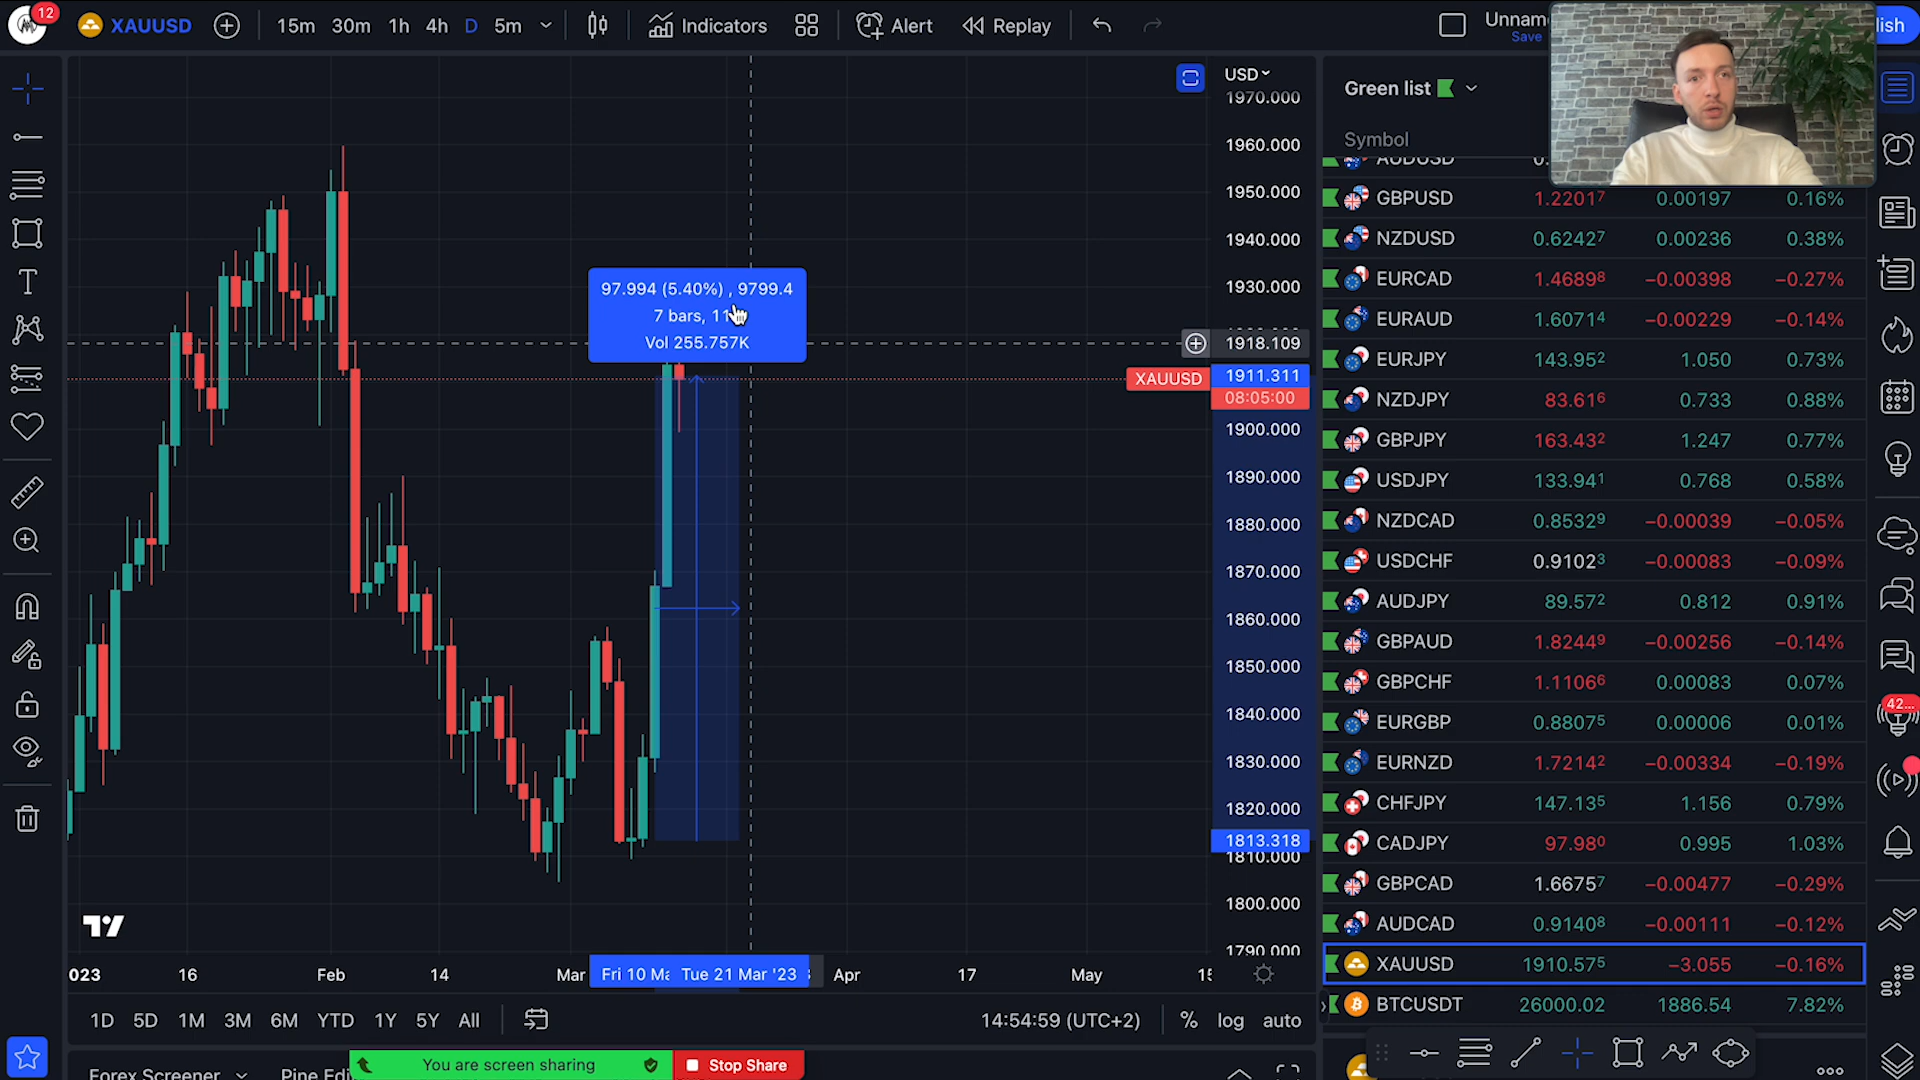 12
XAUUSD
15m 30m 1h 4h D 5m
Indicators
Alert
Replay
Save
lish
USD
1970.000
1960.000
1950.000
1940.000
1930.000
1918.109
XAUUSD 1911.311
08:05:00
1900.000
1890.000
1880.000
1870.000
1860.000
1850.000
1840.000
1830.000
1820.000
1813.318
1810.000
1800.000
1790.000
97.994 (5.40%) , 9799.4
7 bars,
Vol 255.757K
023 16 Feb 14 Mar Fri 10 Tue 21 Mar '23 Apr 17 May
1D 5D 1M 3M 6M YTD 1Y 5Y All
14:54:59 (UTC+2) % log auto
Forex Screener
You are screen sharing
Stop Share
Green list
Symbol
AUDUSD
GBPUSD 1.22017 0.00197 0.16%
NZDUSD 0.62427 0.00236 0.38%
EURCAD 1.46898 −0.00398 −0.27%
EURAUD 1.60714 −0.00229 −0.14%
EURJPY 143.952 1.050 0.73%
NZDJPY 83.616 0.733 0.88%
GBPJPY 163.432 1.247 0.77%
USDJPY 133.941 0.768 0.58%
NZDCAD 0.85329 −0.00039 −0.05%
USDCHF 0.91023 −0.00083 −0.09%
AUDJPY 89.572 0.812 0.91%
GBPAUD 1.82449 −0.00256 −0.14%
GBPCHF 1.11066 0.00083 0.07%
EURGBP 0.88075 0.00006 0.01%
EURNZD 1.72142 −0.00334 −0.19%
CHFJPY 147.135 1.156 0.79%
CADJPY 97.980 0.995 1.03%
GBPCAD 1.66757 −0.00477 −0.29%
AUDCAD 0.91408 −0.00111 −0.12%
XAUUSD 1910.575 −3.055 −0.16%
BTCUSDT 26000.02 1886.54 7.82%
42...